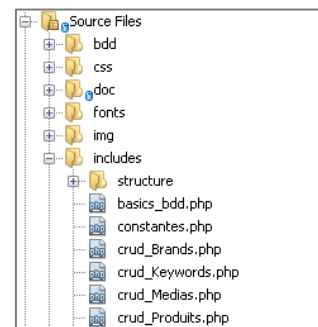 Source Files
bdd
css
doc
fonts
img
includes
structure
basics_bdd.php
constantes.php
crud_Brands.php
crud_Keywords.php
crud_Medias.php
crud_Produits.php